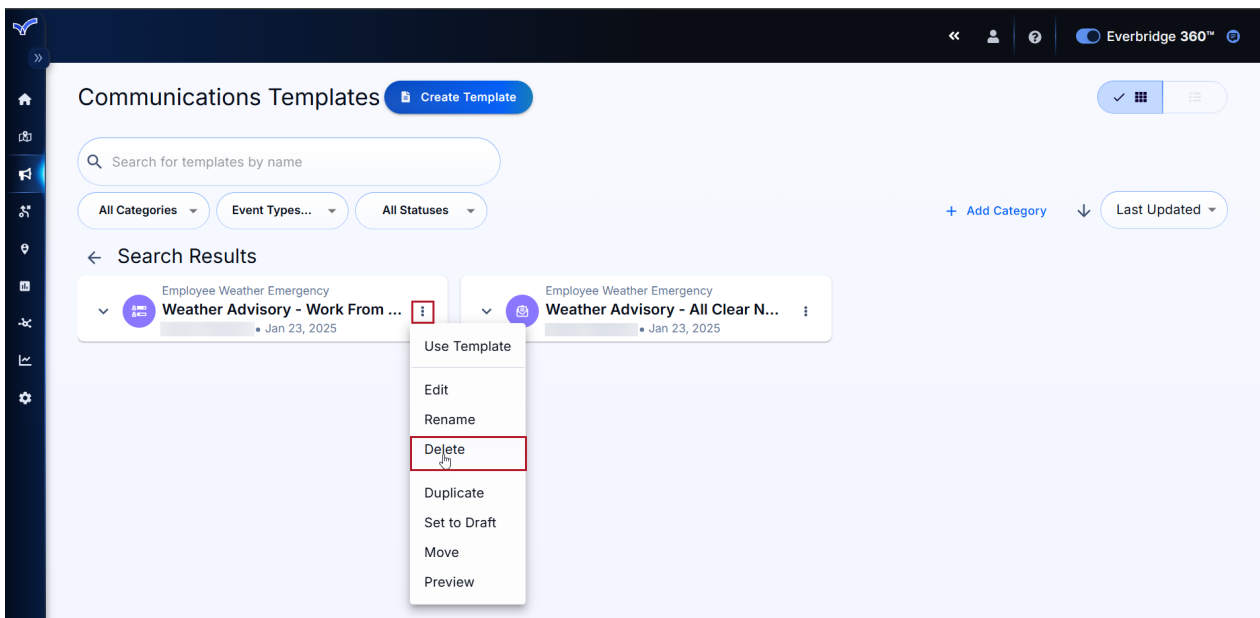 Everbridge 360™
Communications Templates
Create Template
Search for templates by name
All Categories
Event Types...
All Statuses
+ Add Category
Last Updated
Search Results
Employee Weather Emergency
Weather Advisory - Work From ...
• Jan 23, 2025
Employee Weather Emergency
Weather Advisory - All Clear N...
• Jan 23, 2025
Use Template
Edit
Rename
Delete
Duplicate
Set to Draft
Move
Preview